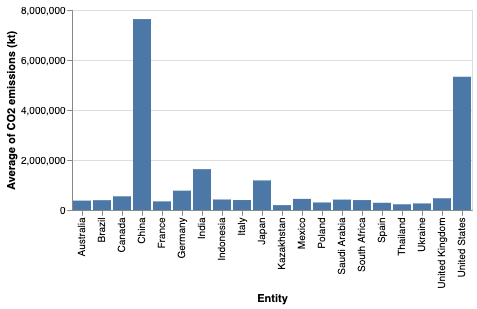 Average of CO2 emissions (kt)
8,000,000
6,000,000
4,000,000
2,000,000
0
Australia
Brazil
Canada
China
France
Germany
India
Indonesia
Italy
Japan
Kazakhstan
Mexico
Poland
Saudi Arabia
South Africa
Spain
Thailand
Ukraine
United Kingdom
United States
Entity